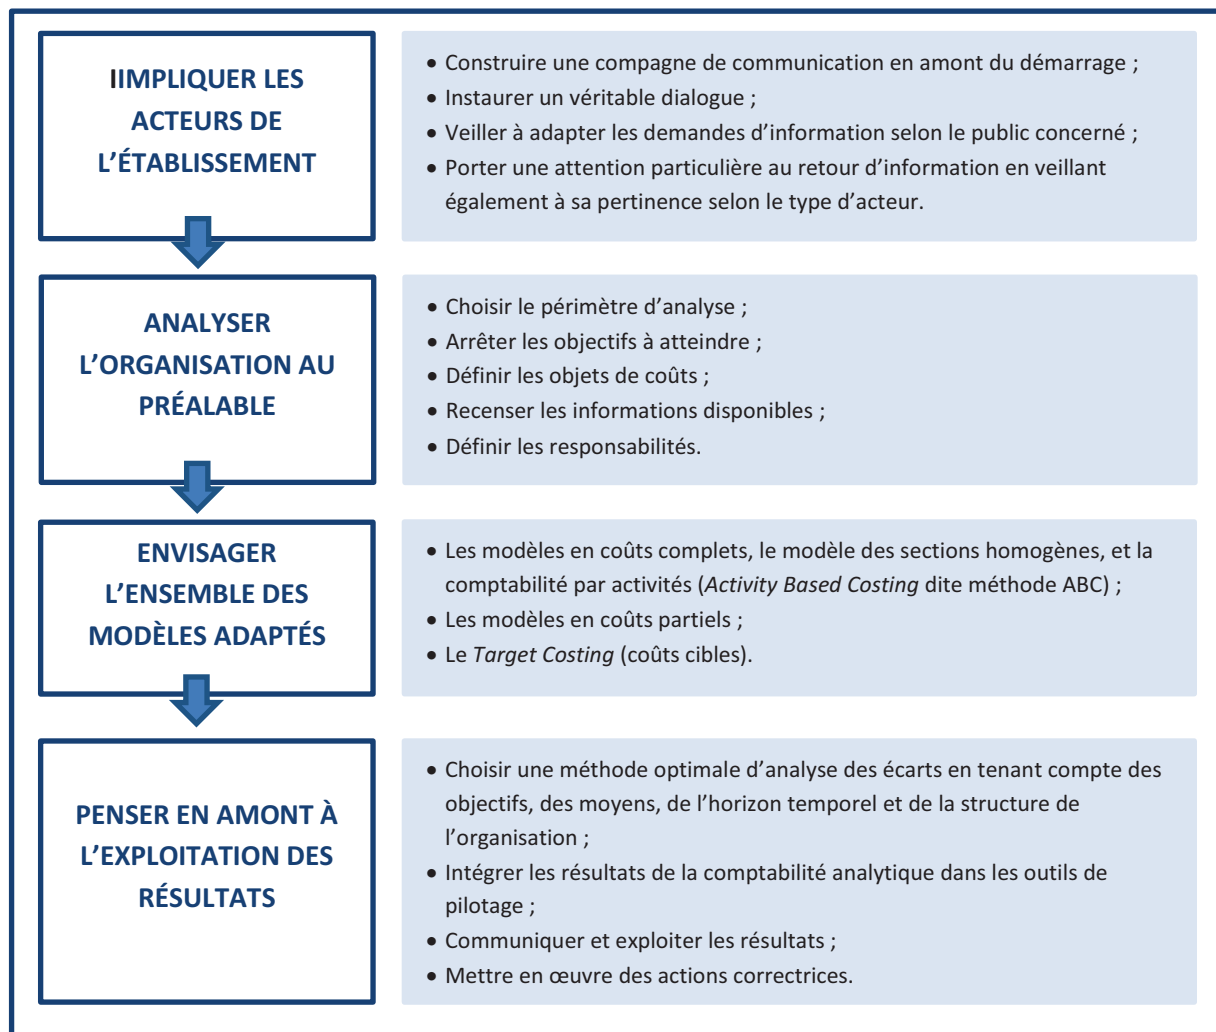 IIMPLIQUER LES
ACTEURS DE
L'ÉTABLISSEMENT
• Construire une compagne de communication en amont du démarrage ;
• Instaurer un véritable dialogue ;
• Veiller à adapter les demandes d'information selon le public concerné ;
• Porter une attention particulière au retour d'information en veillant
également à sa pertinence selon le type d'acteur.
ANALYSER
L'ORGANISATION AU
PRÉALABLE
• Choisir le périmètre d'analyse ;
• Arrêter les objectifs à atteindre ;
• Définir les objets de coûts ;
• Recenser les informations disponibles ;
• Définir les responsabilités.
ENVISAGER
L'ENSEMBLE DES
MODÈLES ADAPTÉS
• Les modèles en coûts complets, le modèle des sections homogènes, et la
comptabilité par activités (Activity Based Costing dite méthode ABC) ;
• Les modèles en coûts partiels ;
• Le Target Costing (coûts cibles).
PENSER EN AMONT À
L'EXPLOITATION DES
RÉSULTATS
• Choisir une méthode optimale d'analyse des écarts en tenant compte des
objectifs, des moyens, de l'horizon temporel et de la structure de
l'organisation ;
• Intégrer les résultats de la comptabilité analytique dans les outils de
pilotage ;
• Communiquer et exploiter les résultats ;
• Mettre en œuvre des actions correctrices.